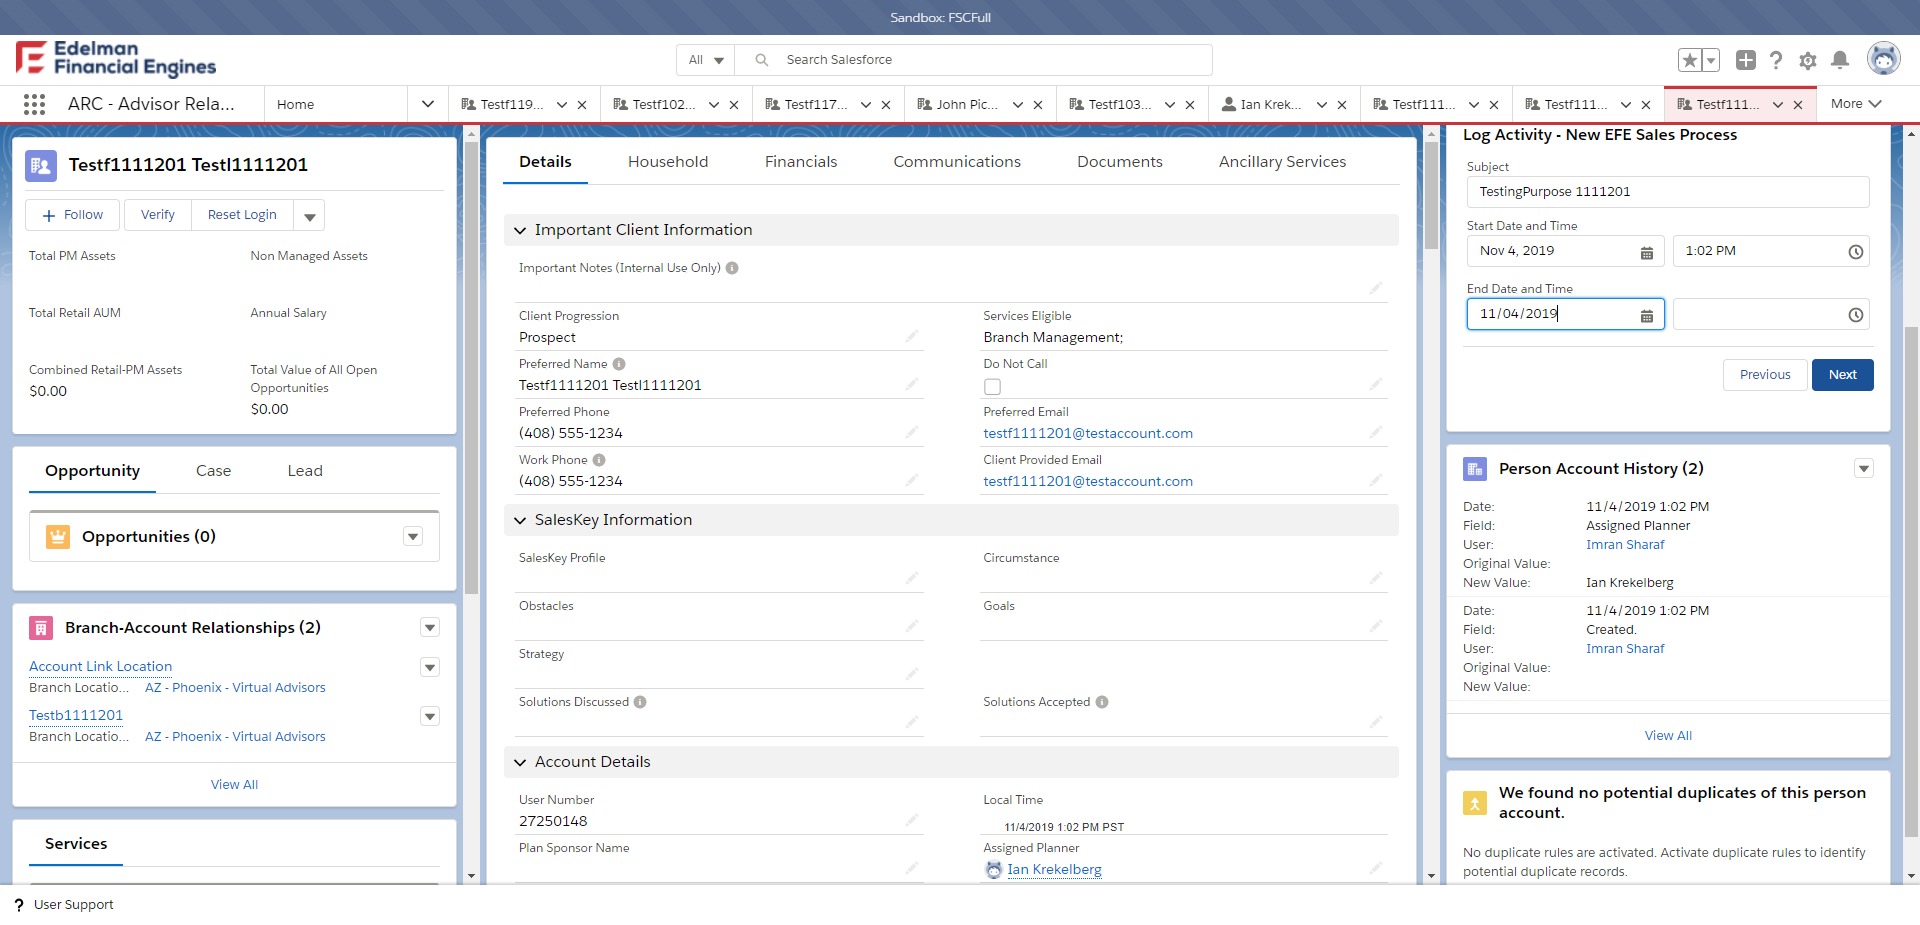 Sandbox: FSCFull
Edelman
Financial Engines
All
Search Salesforce
ARC - Advisor Rela...
Home
Testf119...
Testf102...
Testf117...
John Pic...
Testf103...
Ian Krek...
Testf111...
Testf111...
Testf111...
More
Testf1111201 Testl1111201
Follow
Verify
Reset Login
Total PM Assets
Non Managed Assets
Total Retail AUM
Annual Salary
Combined Retail-PM Assets
$0.00
Total Value of All Open
Opportunities
$0.00
Opportunity
Case
Lead
Opportunities (0)
Branch-Account Relationships (2)
Account Link Location
Branch Locatio... AZ - Phoenix - Virtual Advisors
Testb1111201
Branch Locatio... AZ - Phoenix - Virtual Advisors
View All
Services
Details
Household
Financials
Communications
Documents
Ancillary Services
Important Client Information
Important Notes (Internal Use Only)
Client Progression
Prospect
Services Eligible
Branch Management;
Preferred Name
Testf1111201 Testl1111201
Do Not Call
Preferred Phone
(408) 555-1234
Preferred Email
testf1111201@testaccount.com
Work Phone
(408) 555-1234
Client Provided Email
testf1111201@testaccount.com
SalesKey Information
SalesKey Profile
Circumstance
Obstacles
Goals
Strategy
Solutions Discussed
Solutions Accepted
Account Details
User Number
27250148
Local Time
11/4/2019 1:02 PM PST
Plan Sponsor Name
Assigned Planner
Ian Krekelberg
Log Activity - New EFE Sales Process
Subject
TestingPurpose 1111201
Start Date and Time
Nov 4, 2019
1:02 PM
End Date and Time
11/04/2019
Previous
Next
Person Account History (2)
Date: 11/4/2019 1:02 PM
Field: Assigned Planner
User: Imran Sharaf
Original Value:
New Value: Ian Krekelberg
Date: 11/4/2019 1:02 PM
Field: Created.
User: Imran Sharaf
Original Value:
New Value:
View All
We found no potential duplicates of this person
account.
No duplicate rules are activated. Activate duplicate rules to identify
potential duplicate records.
? User Support